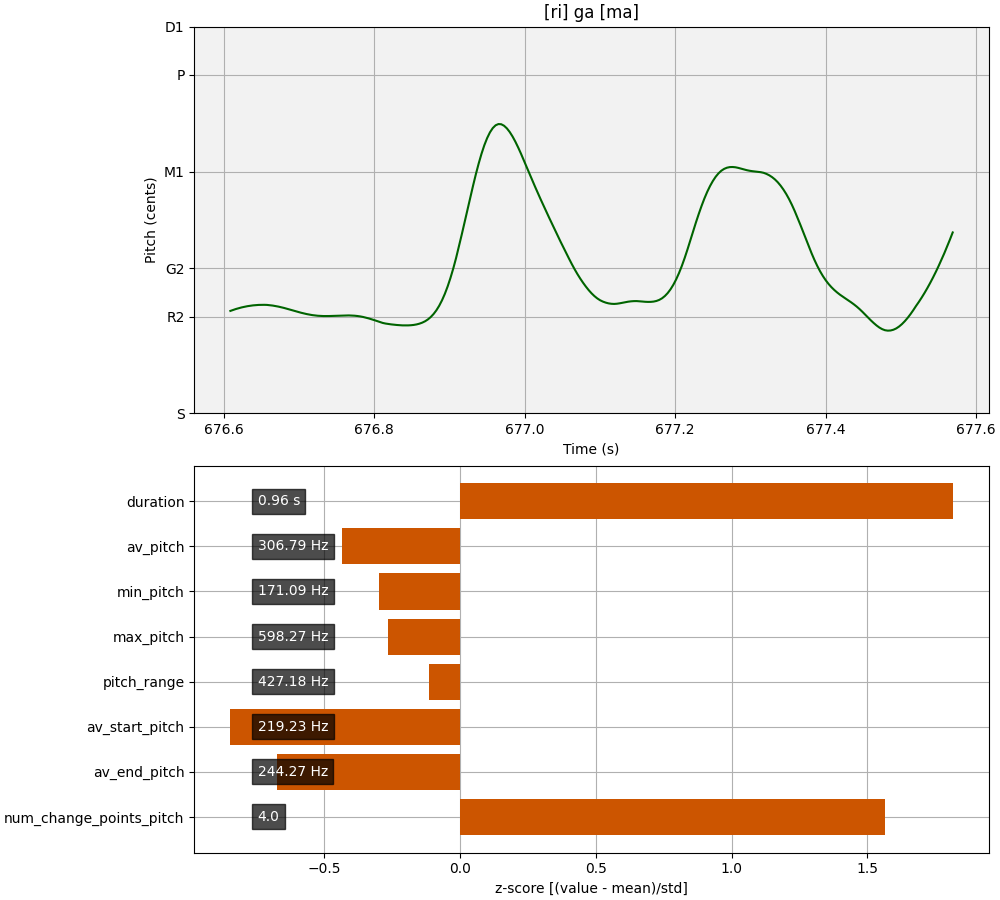 [ri] ga [ma]
D1
P
M1
G2
R2
S
Pitch (cents)
676.6 676.8 677.0 677.2 677.4 677.6
Time (s)
duration 0.96 s
av_pitch 306.79 Hz
min_pitch 171.09 Hz
max_pitch 598.27 Hz
pitch_range 427.18 Hz
av_start_pitch 219.23 Hz
av_end_pitch 244.27 Hz
num_change_points_pitch 4.0
−0.5 0.0 0.5 1.0 1.5
z-score [(value - mean)/std]